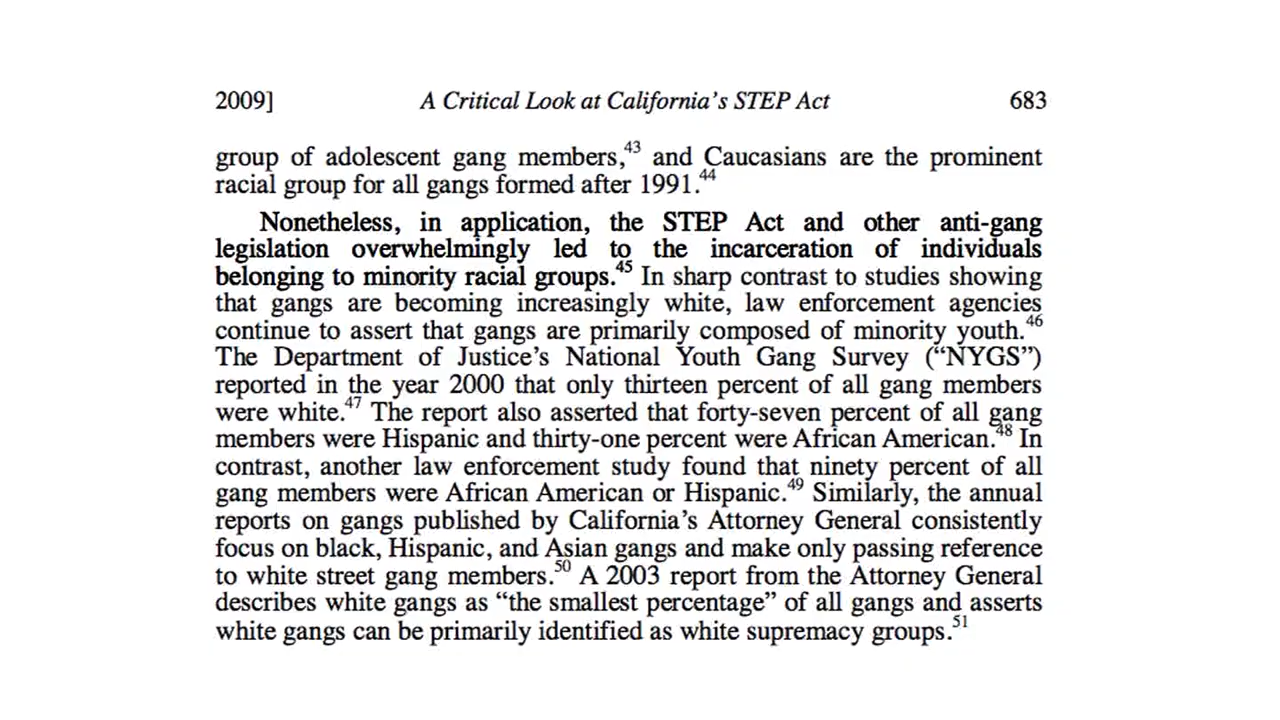 2009] A Critical Look at California's STEP Act 683
group of adolescent gang members,43 and Caucasians are the prominent
racial group for all gangs formed after 1991.44
Nonetheless, in application, the STEP Act and other anti-gang
legislation overwhelmingly led to the incarceration of individuals
belonging to minority racial groups.45 In sharp contrast to studies showing
that gangs are becoming increasingly white, law enforcement agencies
continue to assert that gangs are primarily composed of minority youth.46
The Department of Justice's National Youth Gang Survey (“NYGS”)
reported in the year 2000 that only thirteen percent of all gang members
were white.47 The report also asserted that forty-seven percent of all gang
members were Hispanic and thirty-one percent were African American.48 In
contrast, another law enforcement study found that ninety percent of all
gang members were African American or Hispanic.49 Similarly, the annual
reports on gangs published by California's Attorney General consistently
focus on black, Hispanic, and Asian gangs and make only passing reference
to white street gang members.50 A 2003 report from the Attorney General
describes white gangs as “the smallest percentage” of all gangs and asserts
white gangs can be primarily identified as white supremacy groups.51